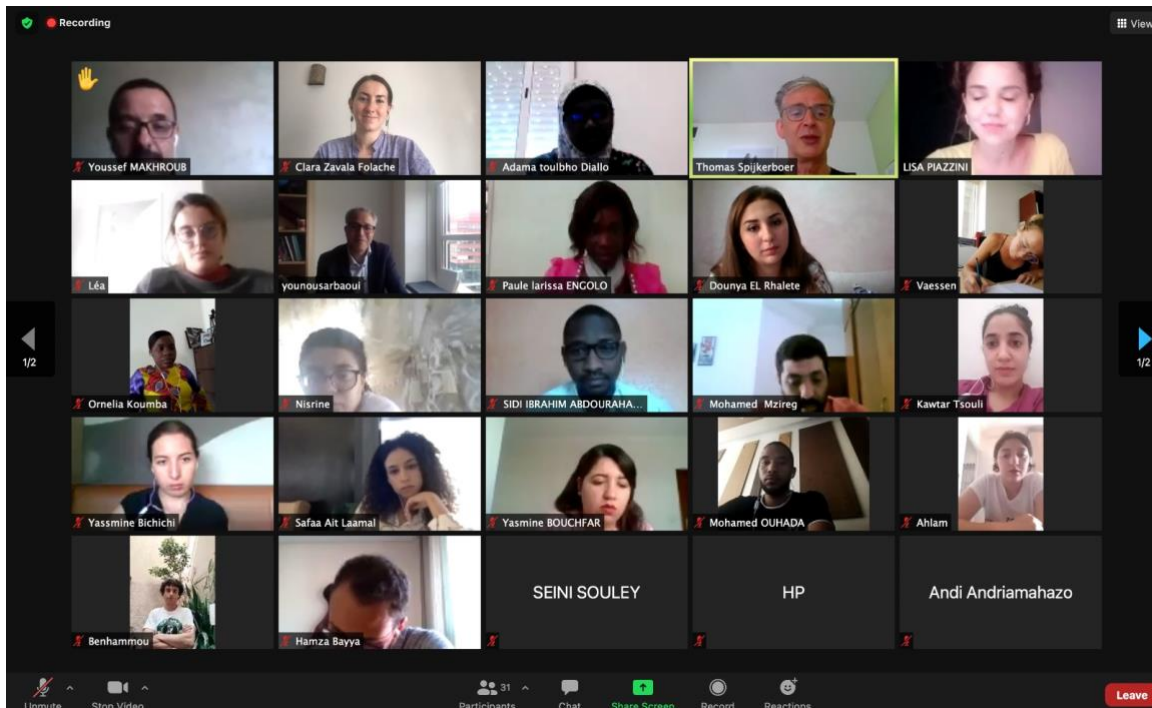 Recording
View
Youssef MAKHROUB
Clara Zavala Folache
Adama toulbho Diallo
Thomas Spijkerboer
LISA PIAZZINI
Léa
younousarbaoui
Paule larissa ENGOLO
Dounya EL Rhalete
Vaessen
1/2
1/2
Ornelia Koumba
Nisrine
SIDI IBRAHIM ABDOURAHA...
Mohamed Mzireg
Kawtar Tsouli
Yassmine Bichichi
Safaa Ait Laamal
Yasmine BOUCHFAR
Mohamed OUHADA
Ahlam
Benhammou
Hamza Bayya
SEINI SOULEY
HP
Andi Andriamahazo
31
Unmute
Stop Video
Participants
Chat
Share Screen
Record
Reactions
Leave